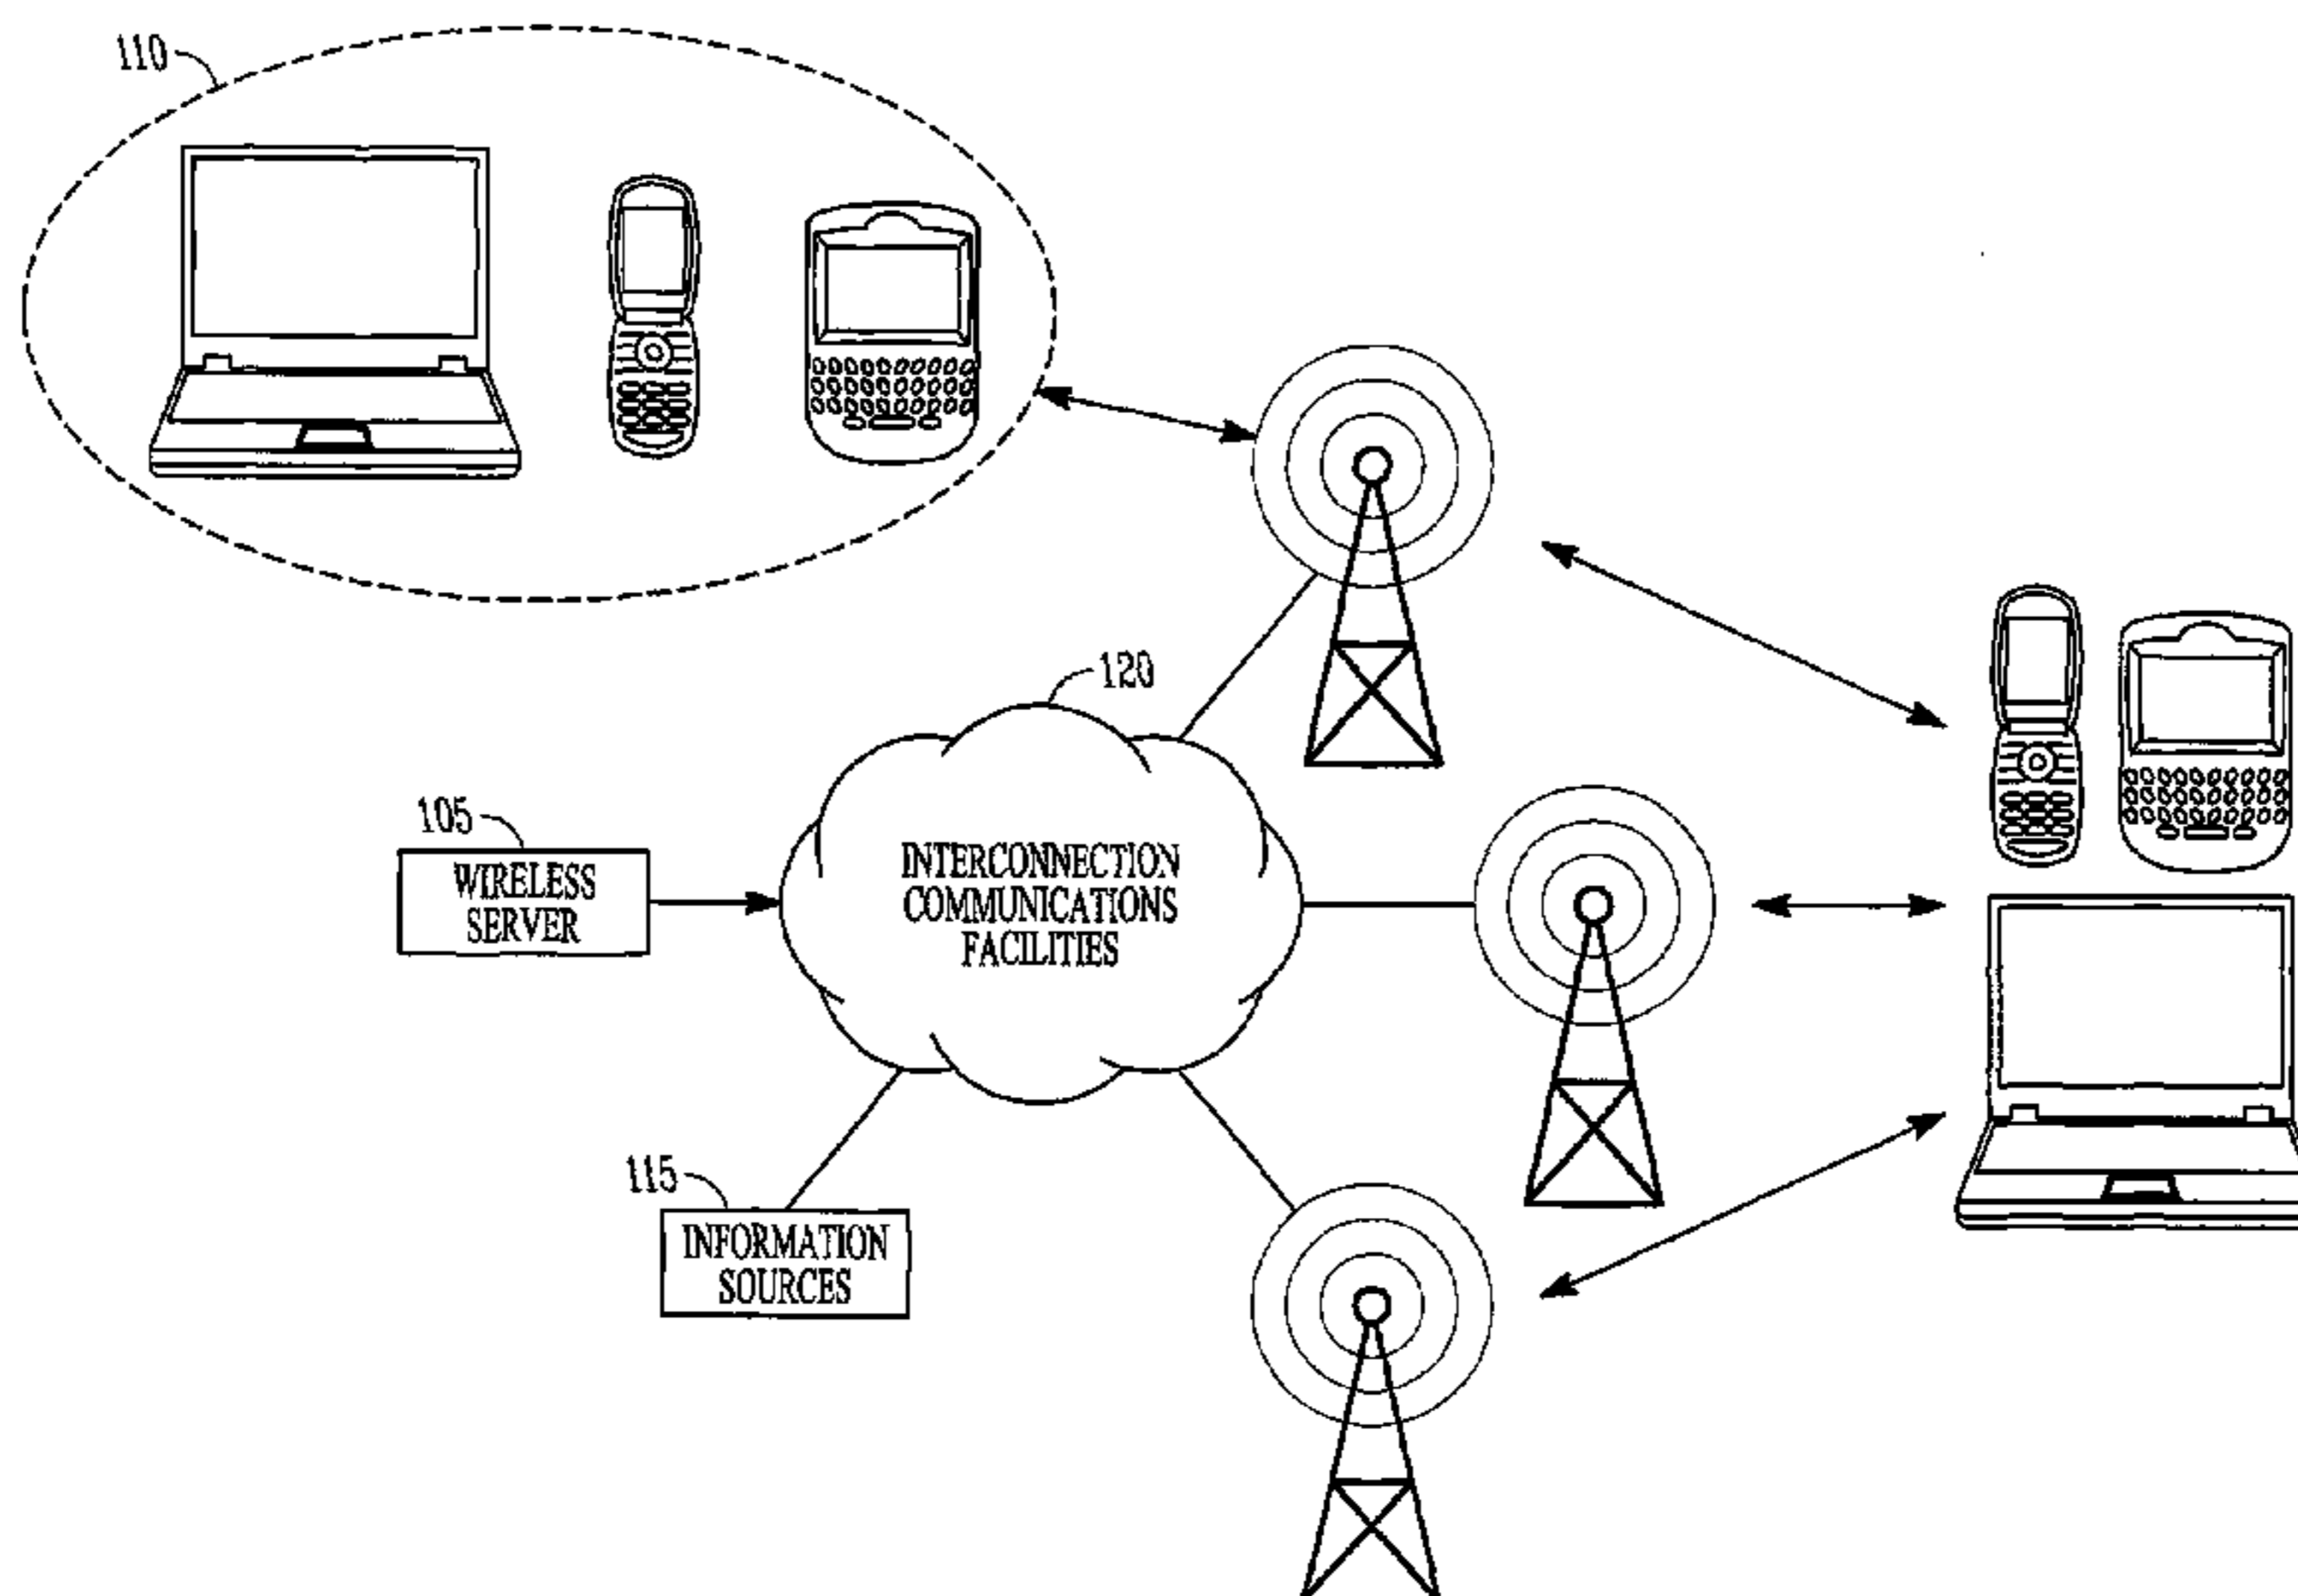 110
120
105
WIRELESS
SERVER
INTERCONNECTION
COMMUNICATIONS
FACILITIES
115
INFORMATION
SOURCES